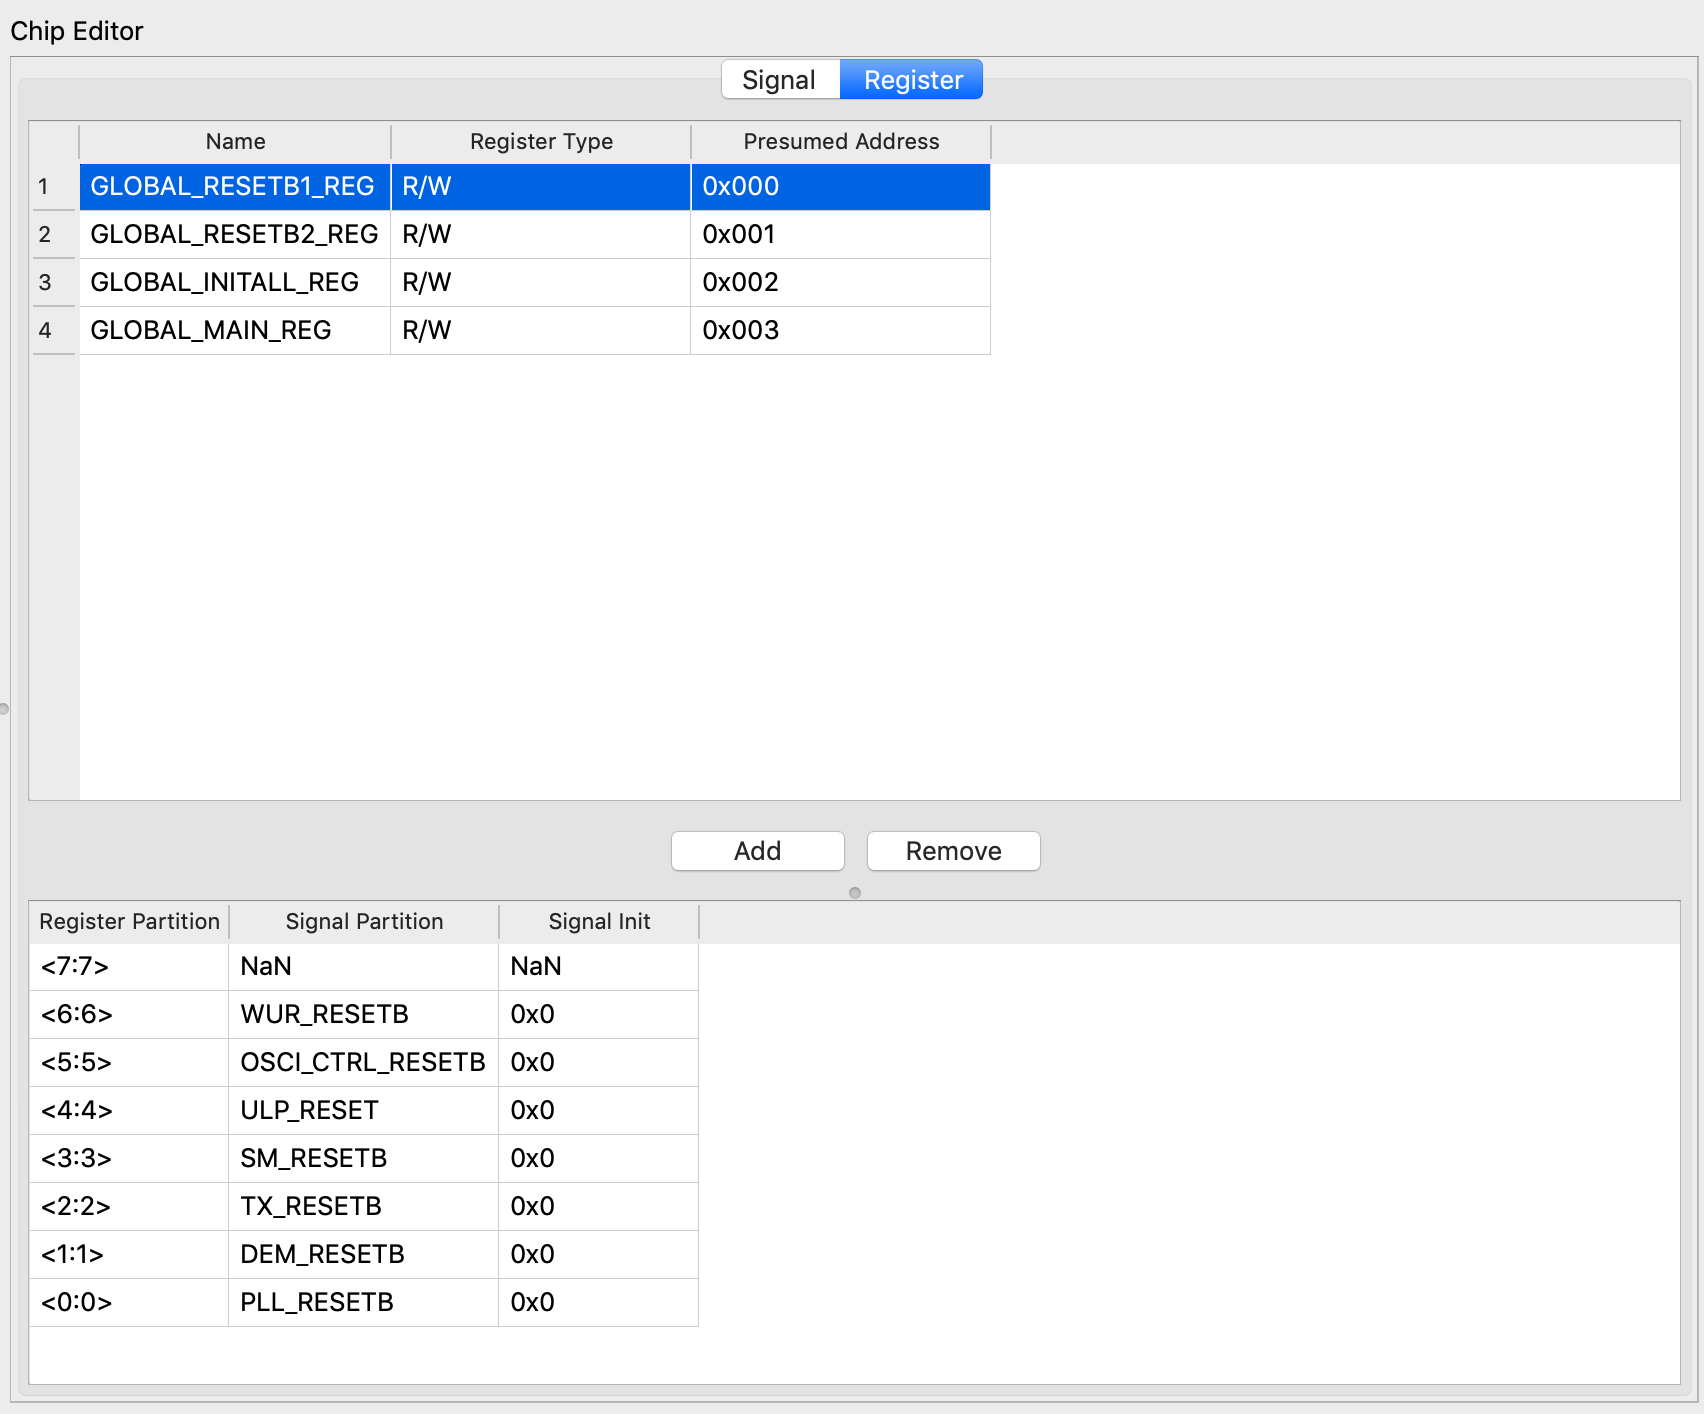 Chip Editor
Signal Register
Name Register Type Presumed Address
1 GLOBAL_RESETB1_REG R/W 0x000
2 GLOBAL_RESETB2_REG R/W 0x001
3 GLOBAL_INITALL_REG R/W 0x002
4 GLOBAL_MAIN_REG R/W 0x003
Add Remove
Register Partition Signal Partition Signal Init
<7:7> NaN NaN
<6:6> WUR_RESETB 0x0
<5:5> OSCI_CTRL_RESETB 0x0
<4:4> ULP_RESET 0x0
<3:3> SM_RESETB 0x0
<2:2> TX_RESETB 0x0
<1:1> DEM_RESETB 0x0
<0:0> PLL_RESETB 0x0